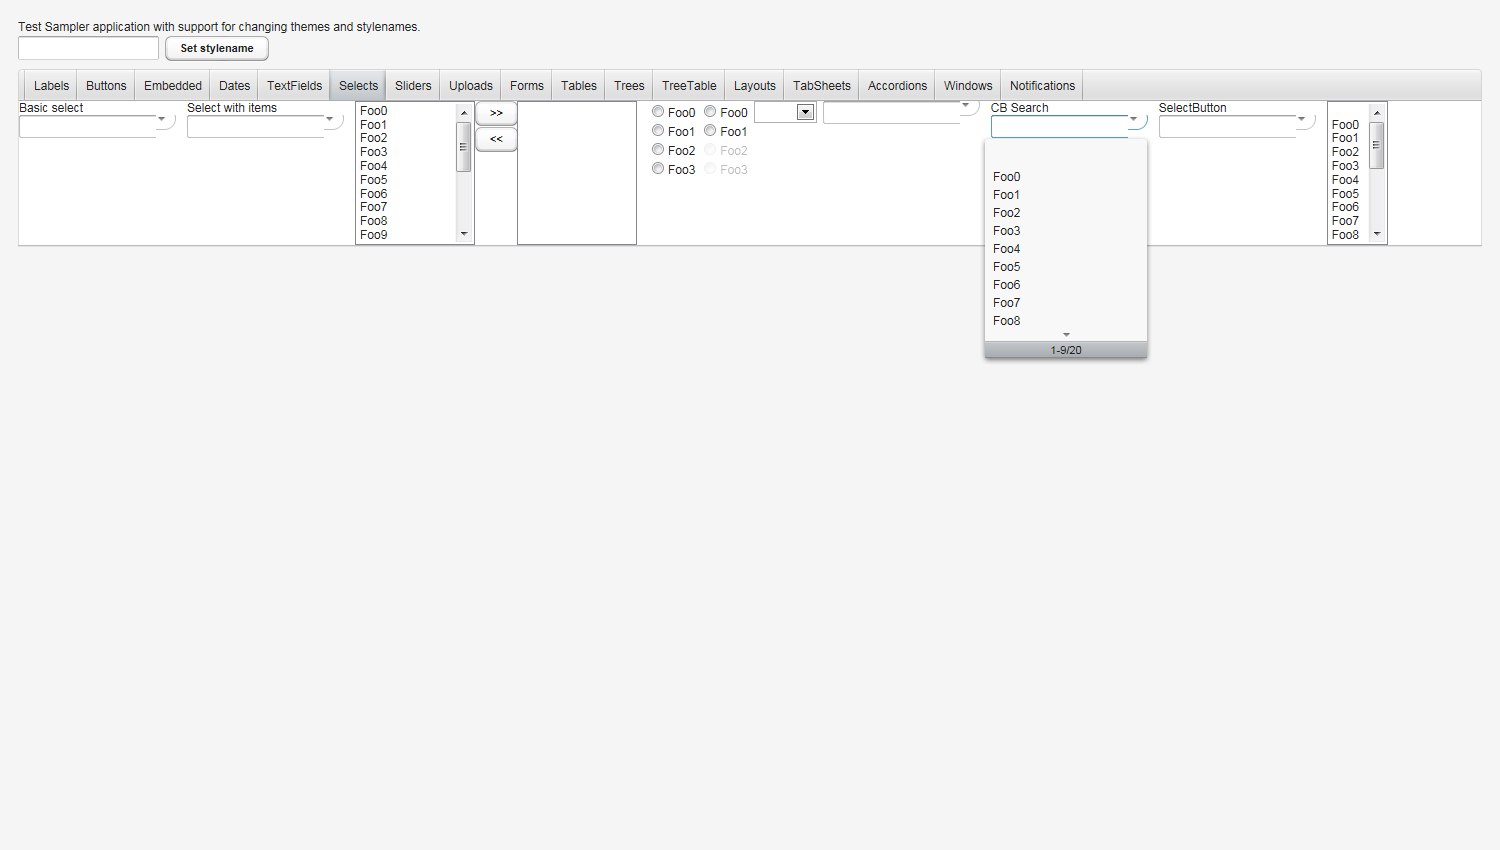 Test Sampler application with support for changing themes and stylenames.
Set stylename
Labels Buttons Embedded Dates TextFields Selects Sliders Uploads Forms Tables Trees TreeTable Layouts TabSheets Accordions Windows Notifications
Basic select
Select with items
Foo0
Foo1
Foo2
Foo3
Foo4
Foo5
Foo6
Foo7
Foo8
Foo9
>>
<<
Foo0
Foo1
Foo2
Foo3
Foo0
Foo1
Foo2
Foo3
CB Search
Foo0
Foo1
Foo2
Foo3
Foo4
Foo5
Foo6
Foo7
Foo8
1-9/20
SelectButton
Foo0
Foo1
Foo2
Foo3
Foo4
Foo5
Foo6
Foo7
Foo8